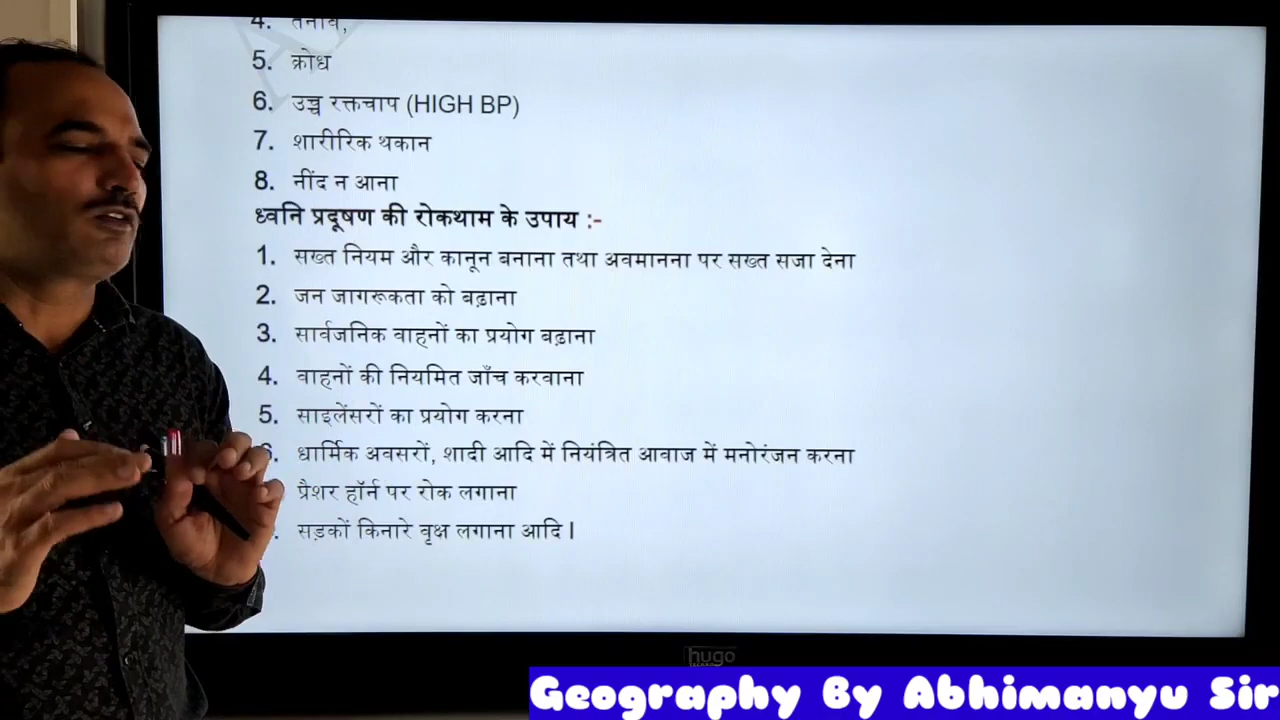 4. तनाव,
5. क्रोध
6. उच्च रक्तचाप (HIGH BP)
7. शारीरिक थकान
8. नींद न आना
ध्वनि प्रदूषण की रोकथाम के उपाय :-
1. सख्त नियम और कानून बनाना तथा अवमानना पर सख्त सजा देना
2. जन जागरूकता को बढ़ाना
3. सार्वजनिक वाहनों का प्रयोग बढ़ाना
4. वाहनों की नियमित जाँच करवाना
5. साइलेंसरों का प्रयोग करना
6. धार्मिक अवसरों, शादी आदि में नियंत्रित आवाज में मनोरंजन करना
प्रैशर हॉर्न पर रोक लगाना
सड़कों किनारे वृक्ष लगाना आदि |
hugo
Geography By Abhimanyu Sir